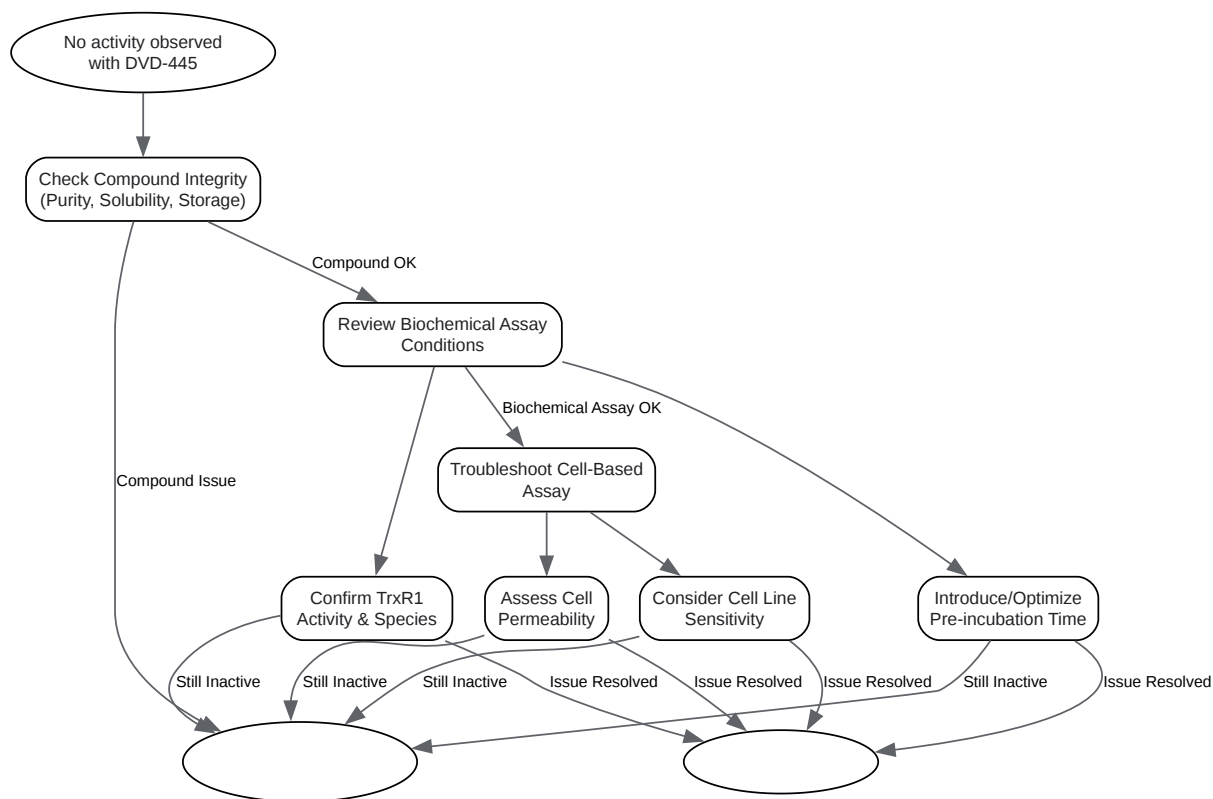 No activity observed
with DVD-445
Check Compound Integrity
(Purity, Solubility, Storage)
Compound OK
Review Biochemical Assay
Conditions
Biochemical Assay OK
Troubleshoot Cell-Based
Assay
Compound Issue
Confirm TrxR1
Activity & Species
Assess Cell
Permeability
Consider Cell Line
Sensitivity
Introduce/Optimize
Pre-incubation Time
Still Inactive
Still Inactive
Still Inactive
Issue Resolved
Issue Resolved
Issue Resolved
Still Inactive
Issue Resolved